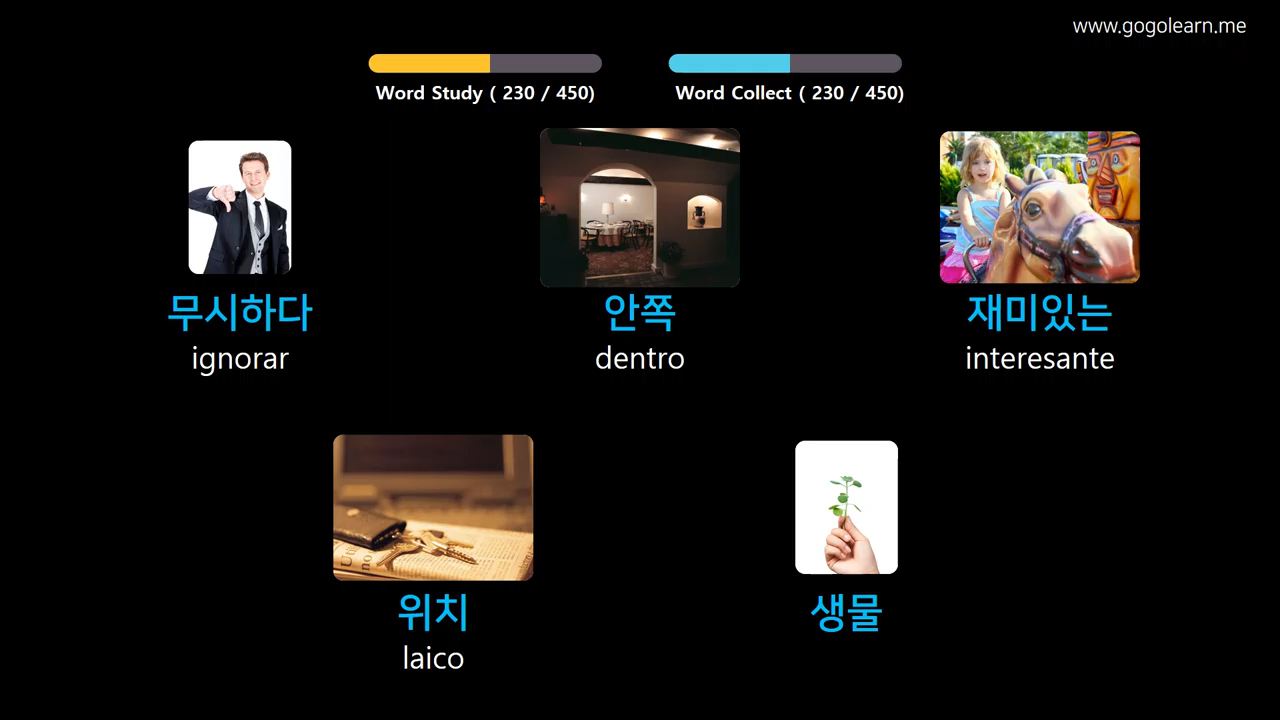 www.gogolearn.me
Word Study ( 230 / 450)
Word Collect ( 230 / 450)
무시하다
ignorar
안쪽
dentro
재미있는
interesante
위치
laico
생물